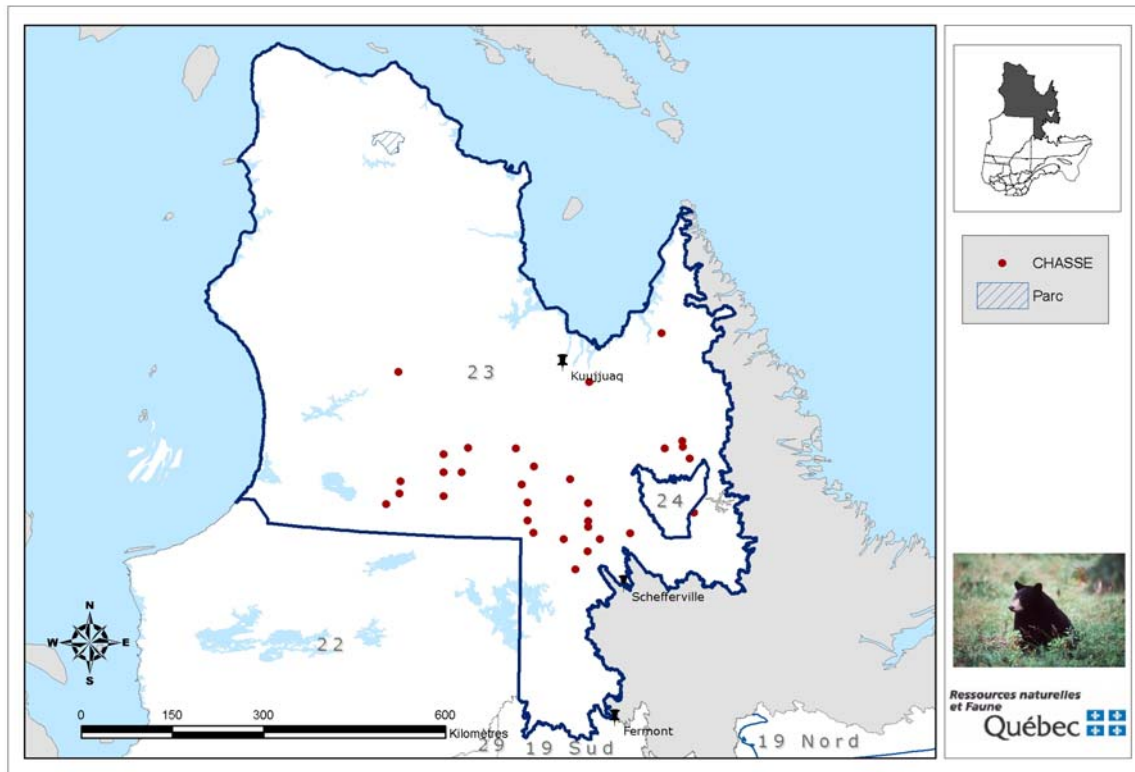 CHASSE
Parc
23
Kuujjuaq
24
Schefferville
22
N
W E
S
0 150 300 600
Kilomètres
Fermont
29 19 Sud
19 Nord
Ressources naturelles
et Faune
Québec